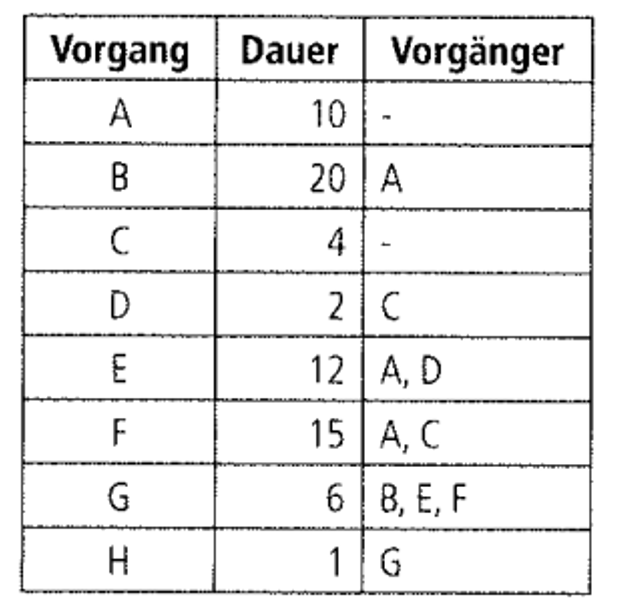 Vorgang Dauer Vorgänger
A 10 -
B 20 A
C 4 -
D 2 C
E 12 A, D
F 15 A, C
G 6 B, E, F
H 1 G